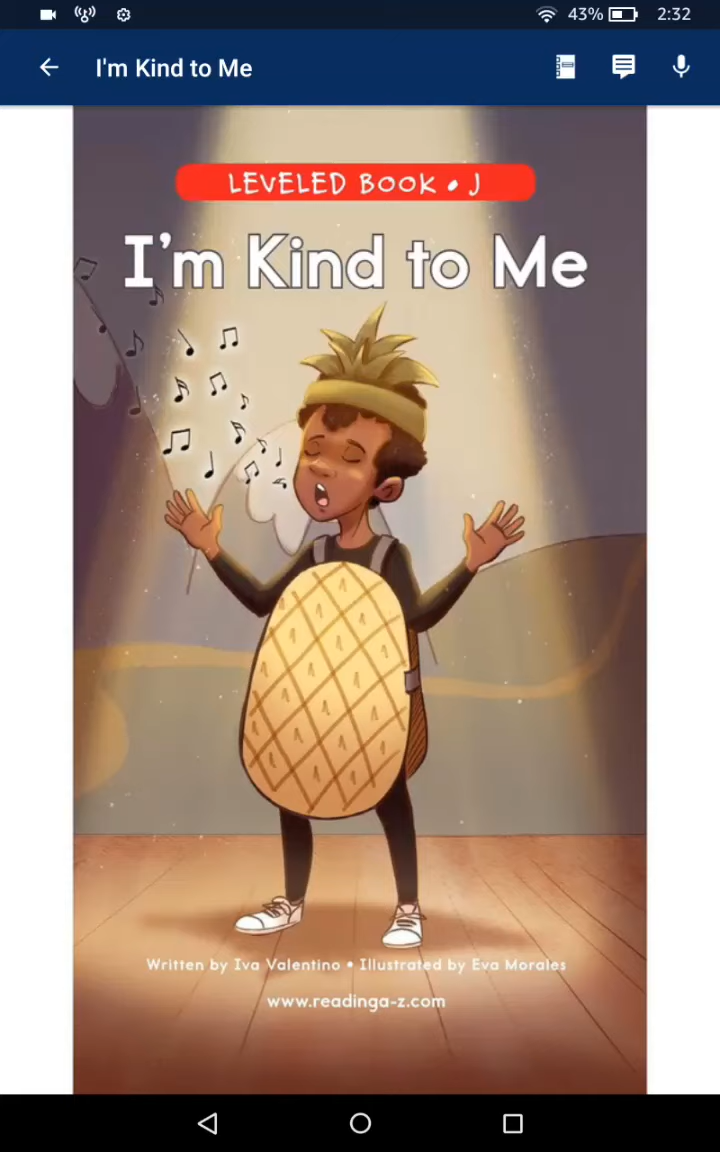 43% 2:32
I'm Kind to Me
LEVELED BOOK • J
I'm Kind to Me
Written by Iva Valentino • Illustrated by Eva Morales
www.readinga-z.com